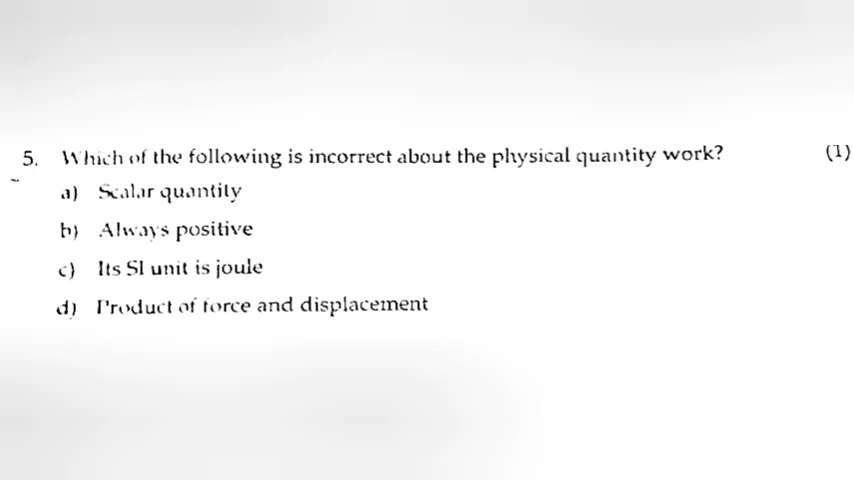 5. Which of the following is incorrect about the physical quantity work? (1)
a) Scalar quantity
b) Always positive
c) Its SI unit is joule
d) Product of force and displacement